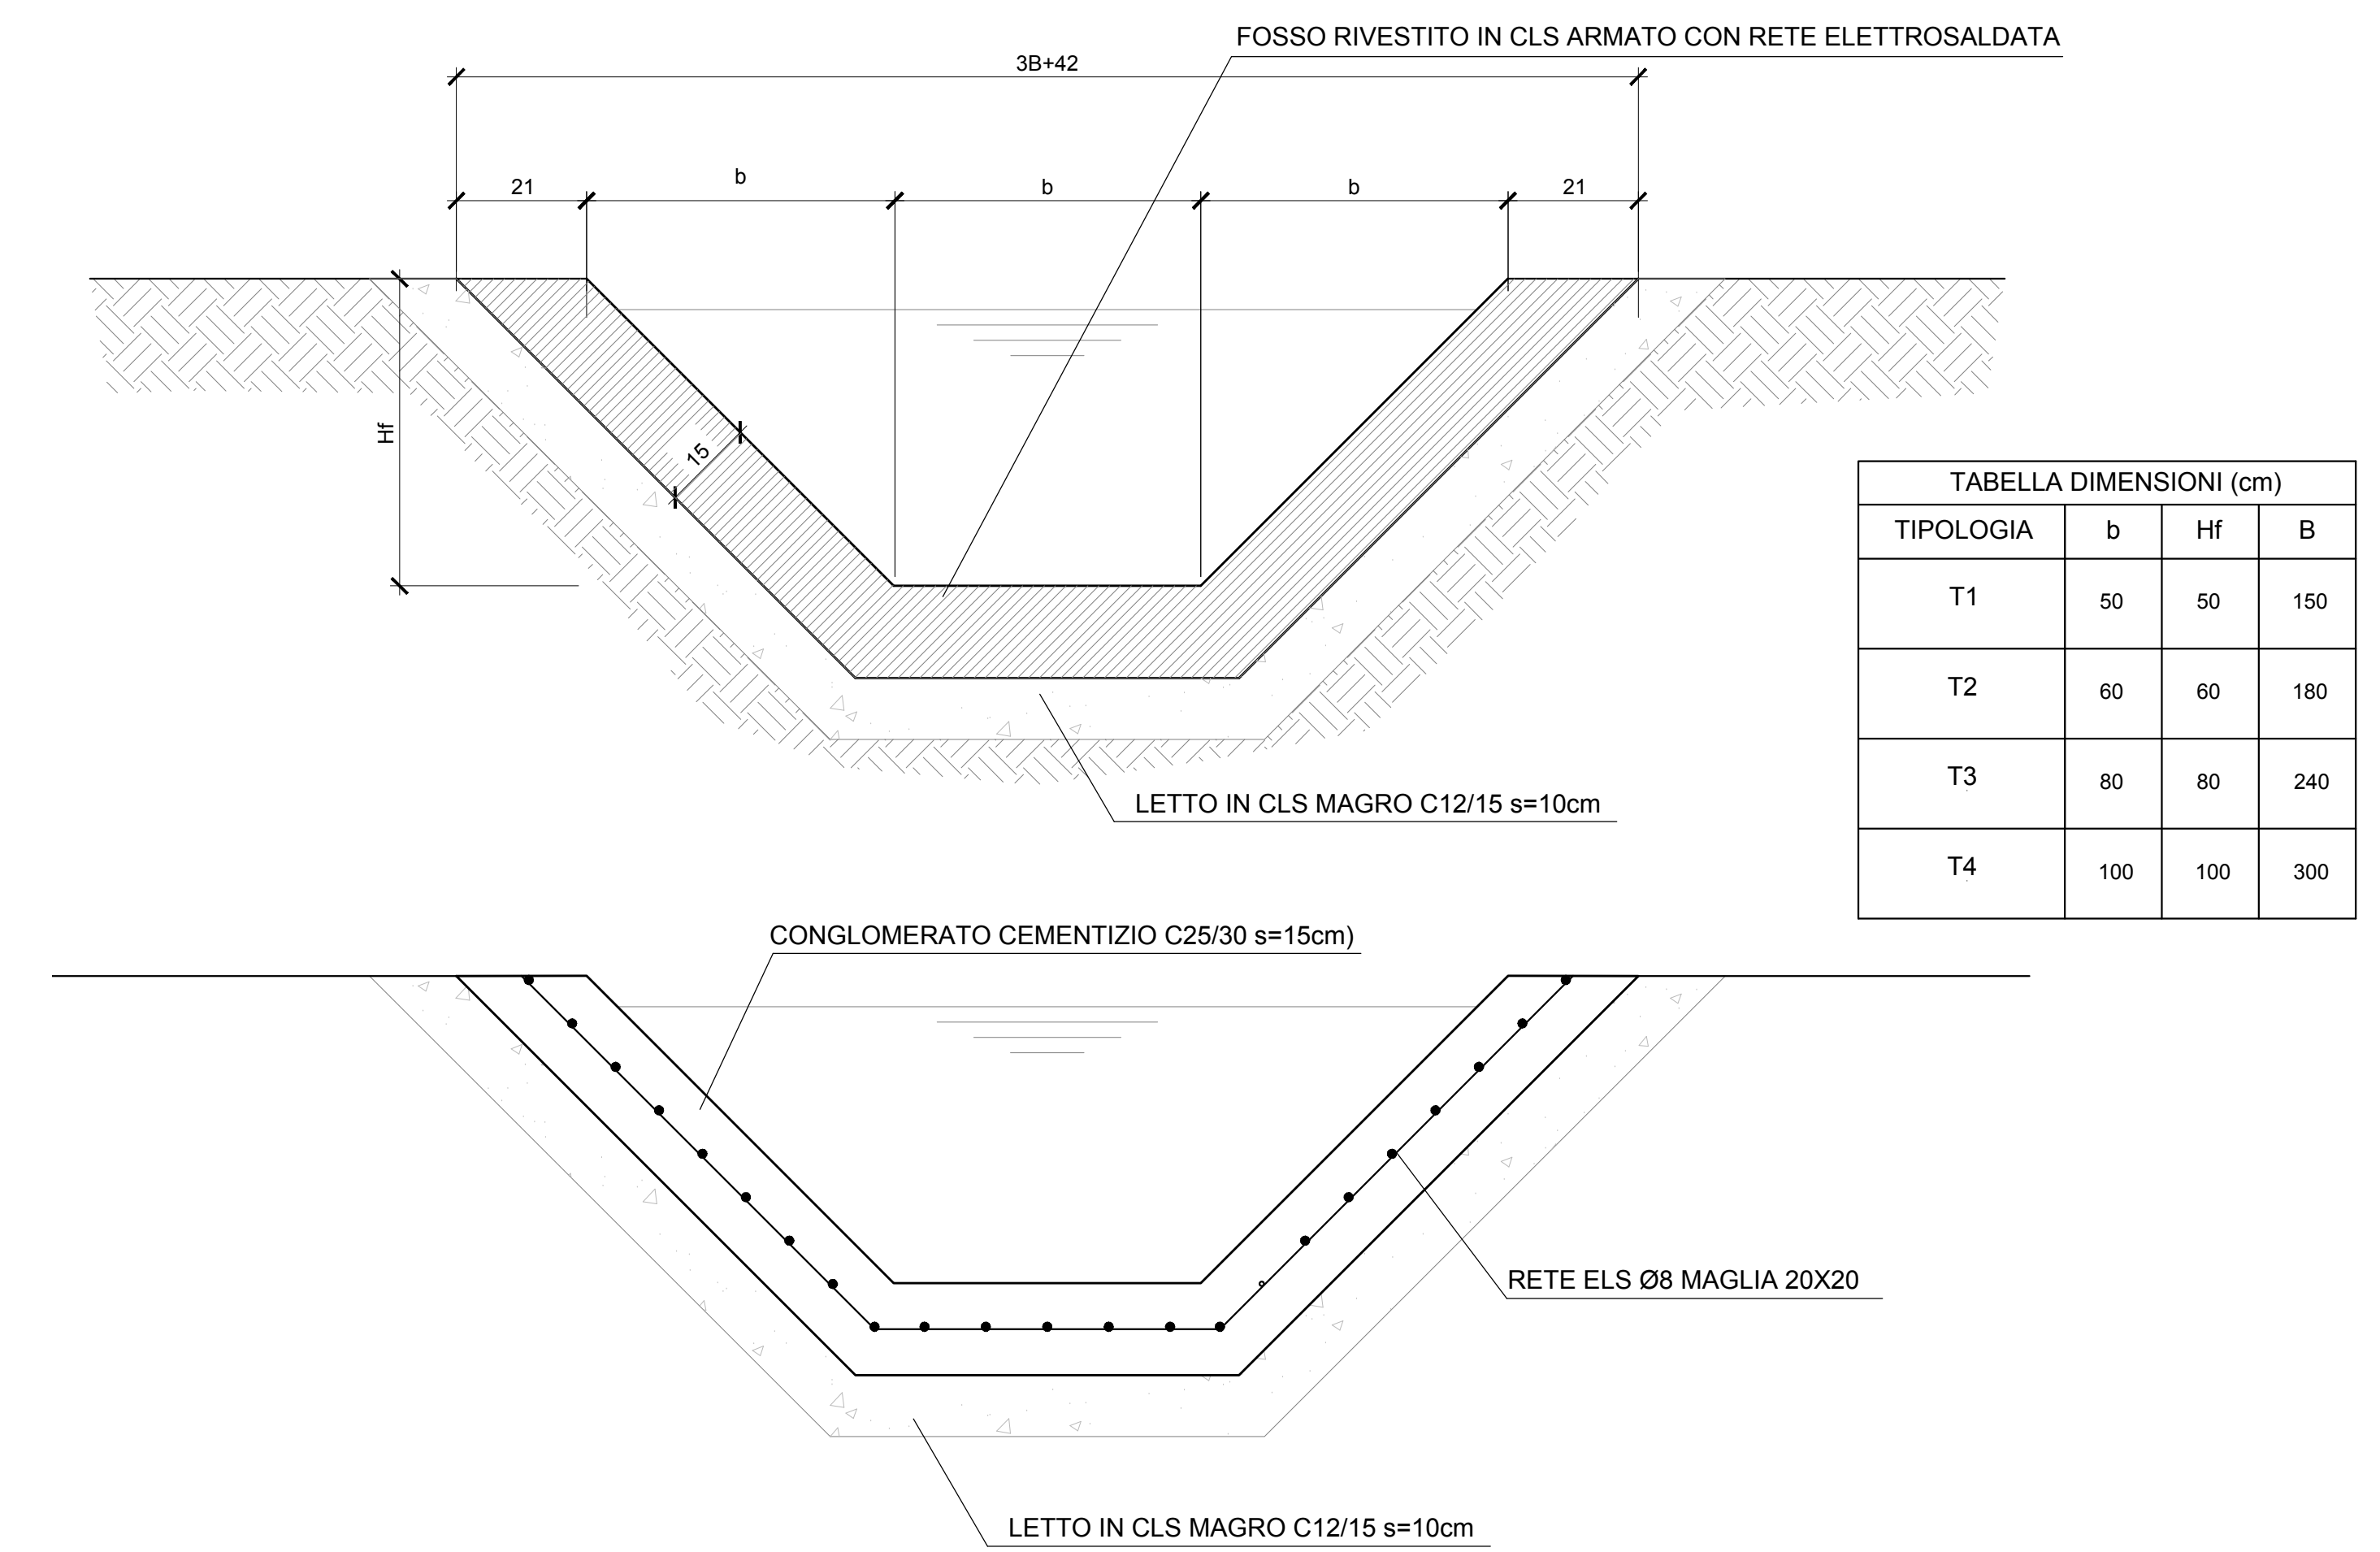 FOSSO RIVESTITO IN CLS ARMATO CON RETE ELETTROSALDATA
3B+42
21 b b b 21
Hf
15
LETTO IN CLS MAGRO C12/15 s=10cm
TABELLA DIMENSIONI (cm)
TIPOLOGIA b Hf B
T1 50 50 150
T2 60 60 180
T3 80 80 240
T4 100 100 300
CONGLOMERATO CEMENTIZIO C25/30 s=15cm)
RETE ELS Ø8 MAGLIA 20X20
LETTO IN CLS MAGRO C12/15 s=10cm